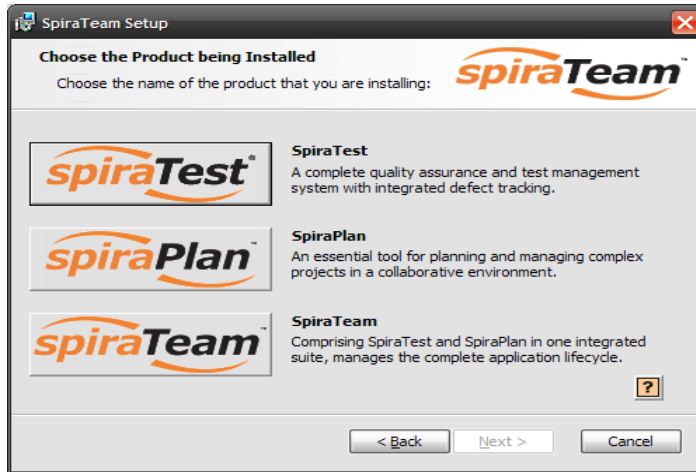 SpiraTeam Setup
Choose the Product being Installed
Choose the name of the product that you are installing:
spiraTeam™
spiraTest®
SpiraTest
A complete quality assurance and test management
system with integrated defect tracking.
spiraPlan™
SpiraPlan
An essential tool for planning and managing complex
projects in a collaborative environment.
spiraTeam™
SpiraTeam
Comprising SpiraTest and SpiraPlan in one integrated
suite, manages the complete application lifecycle.
?
< Back
Next >
Cancel